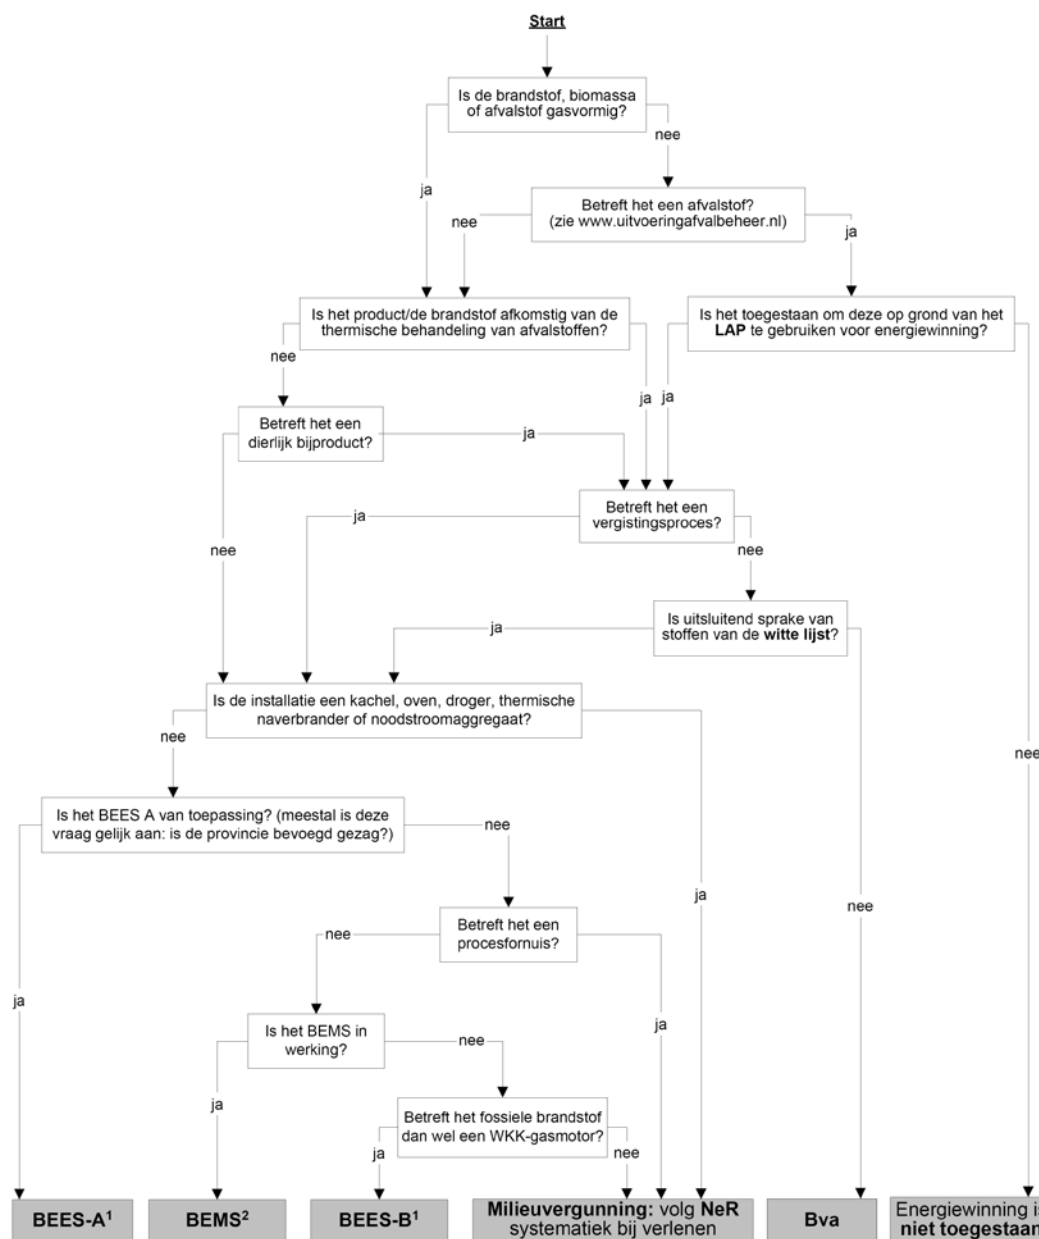 Start
Is de brandstof, biomassa
of afvalstof gasvormig?
nee
ja
Betreft het een afvalstof?
(zie www.uitvoeringafvalbeheer.nl)
nee
ja
Is het product/de brandstof afkomstig van de
thermische behandeling van afvalstoffen?
Is het toegestaan om deze op grond van het
LAP te gebruiken voor energiewinning?
nee
ja
ja
Betreft het een
dierlijk bijproduct?
ja
Betreft het een
vergistingsproces?
ja
nee
nee
Is uitsluitend sprake van
stoffen van de witte lijst?
ja
Is de installatie een kachel, oven, droger, thermische
naverbrander of noodstroomaggregaat?
nee
nee
Is het BEES A van toepassing? (meestal is deze
vraag gelijk aan: is de provincie bevoegd gezag?)
nee
ja
nee
Betreft het een
procesfornuis?
nee
ja
ja
Is het BEMS in
werking?
nee
ja
Betreft het fossiele brandstof
dan wel een WKK-gasmotor?
ja
nee
BEES-A¹
BEMS²
BEES-B¹
Milieuvergunning: volg NeR
systematiek bij verlenen
Bva
Energiewinning is
niet toegestaan